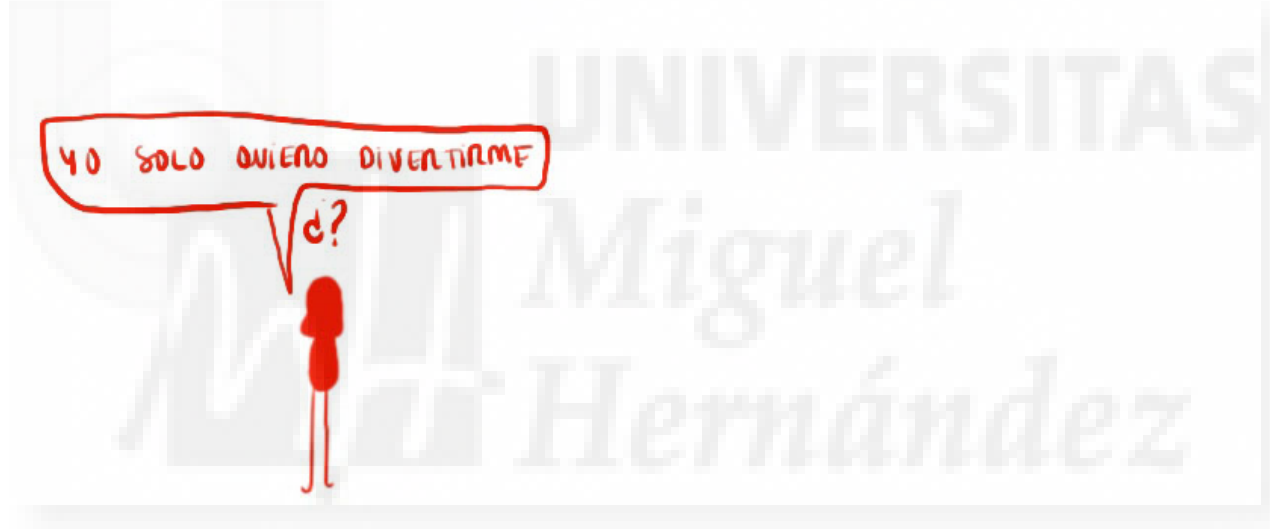 YO SOLO QUIERO DIVERTIRME
¿?
UNIVERSITAS
Miguel
Hernández